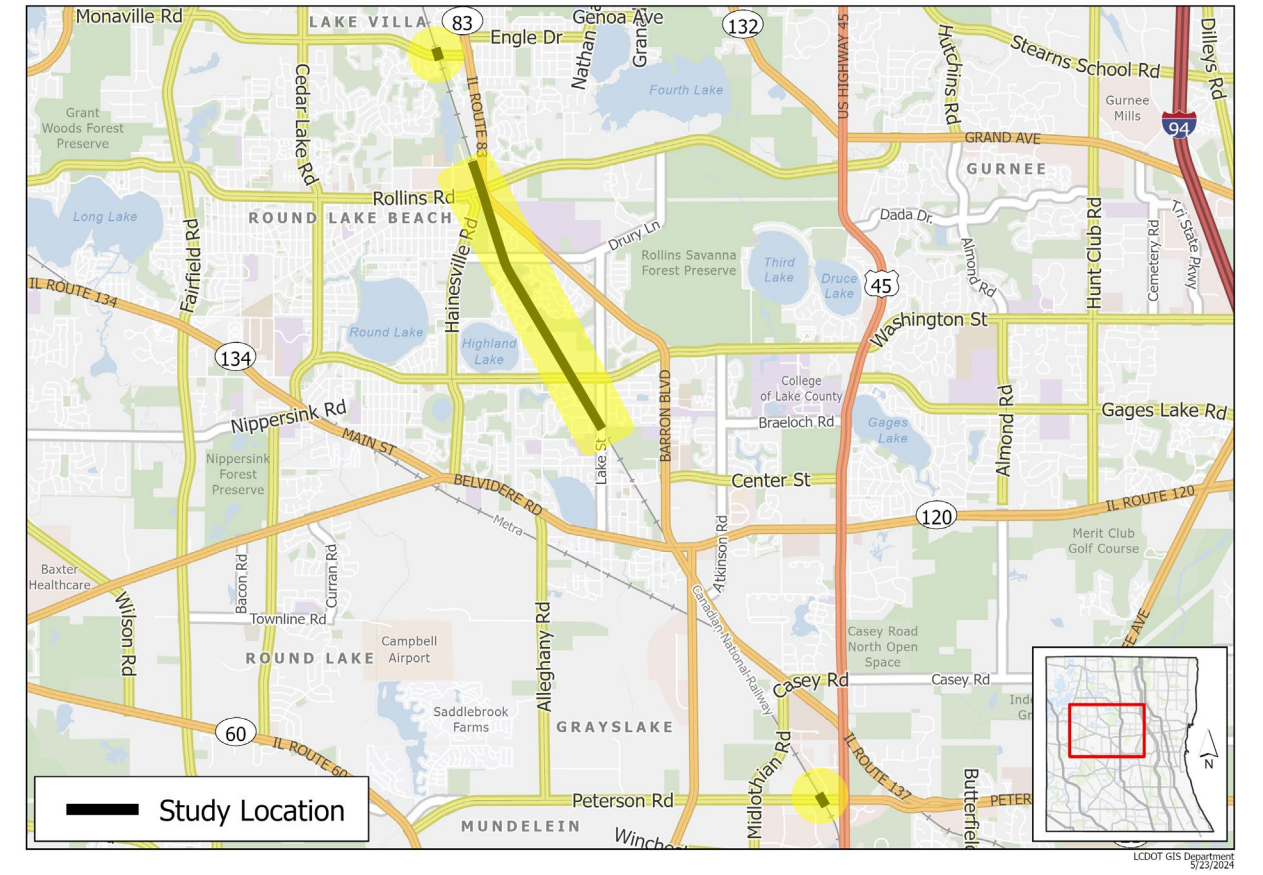 Monaville Rd
LAKE VILLA
83
Engle Dr
Genoa Ave
Nathan
Grand
132
US HIGHWAY 45
Hutchins Rd
Stearns School Rd
Dilleys Rd
Cedar Lake Rd
IL ROUTE 83
Fourth Lake
Gurnee
Mills
94
Grant
Woods Forest
Preserve
GRAND AVE
GURNEE
Rollins Rd
ROUND LAKE BEACH
Long Lake
Fairfield Rd
Hainesville Rd
Drury Ln
Dada Dr.
Almond Rd
Hunt Club Rd
Cemetery Rd
Tri State Pkwy
Rollins Savanna
Forest Preserve
Third
Lake
Druce
Lake
45
IL ROUTE 134
134
Round Lake
Highland
Lake
Washington St
College
of Lake County
BARRON BLVD
Nippersink Rd
MAIN ST
Braeloch Rd
Gages
Lake
Almond Rd
Gages Lake Rd
Nippersink
Forest
Preserve
Lake St
BELVIDERE RD
Center St
IL ROUTE 120
120
Metra
Atkinson Rd
Merit Club
Golf Course
Baxter
Healthcare
Wilson Rd
Bacon Rd
Curran Rd
Townline Rd
Canadian National Railway
ROUND LAKE
Campbell
Airport
Alleghany Rd
Casey Road
North Open
Space
EE AVE
Casey Rd
Casey Rd
Inde
Gr
60
IL ROUTE 60
Saddlebrook
Farms
GRAYSLAKE
Midlothian Rd
IL ROUTE 137
Butterfield
Peterson Rd
PETER
MUNDELEIN
Winches
Study Location
N
LCDOT GIS Department
5/23/2024